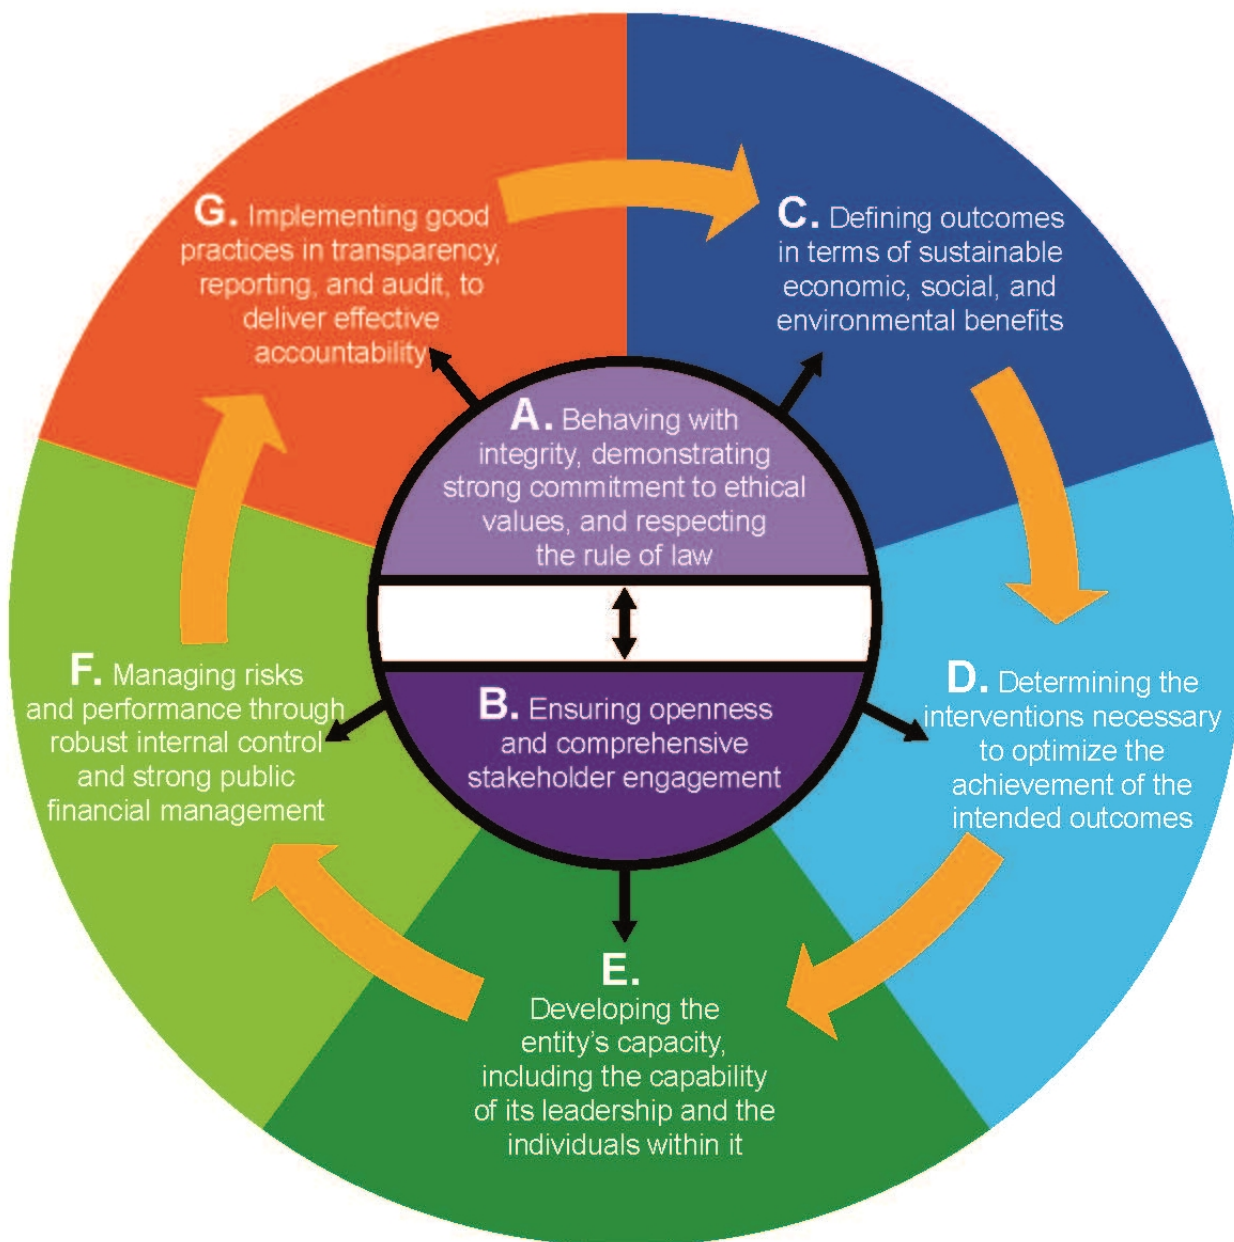 A. Behaving with
integrity, demonstrating
strong commitment to ethical
values, and respecting
the rule of law
B. Ensuring openness
and comprehensive
stakeholder engagement
C. Defining outcomes
in terms of sustainable
economic, social, and
environmental benefits
D. Determining the
interventions necessary
to optimize the
achievement of the
intended outcomes
E.
Developing the
entity’s capacity,
including the capability
of its leadership and the
individuals within it
F. Managing risks
and performance through
robust internal control
and strong public
financial management
G. Implementing good
practices in transparency,
reporting, and audit, to
deliver effective
accountability